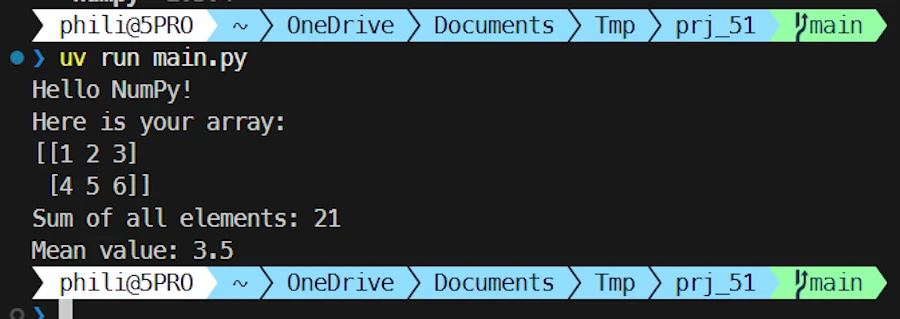 phili@5PRO ~ OneDrive Documents Tmp prj_51 main
❯ uv run main.py
Hello NumPy!
Here is your array:
[[1 2 3]
 [4 5 6]]
Sum of all elements: 21
Mean value: 3.5
phili@5PRO ~ OneDrive Documents Tmp prj_51 main
❯